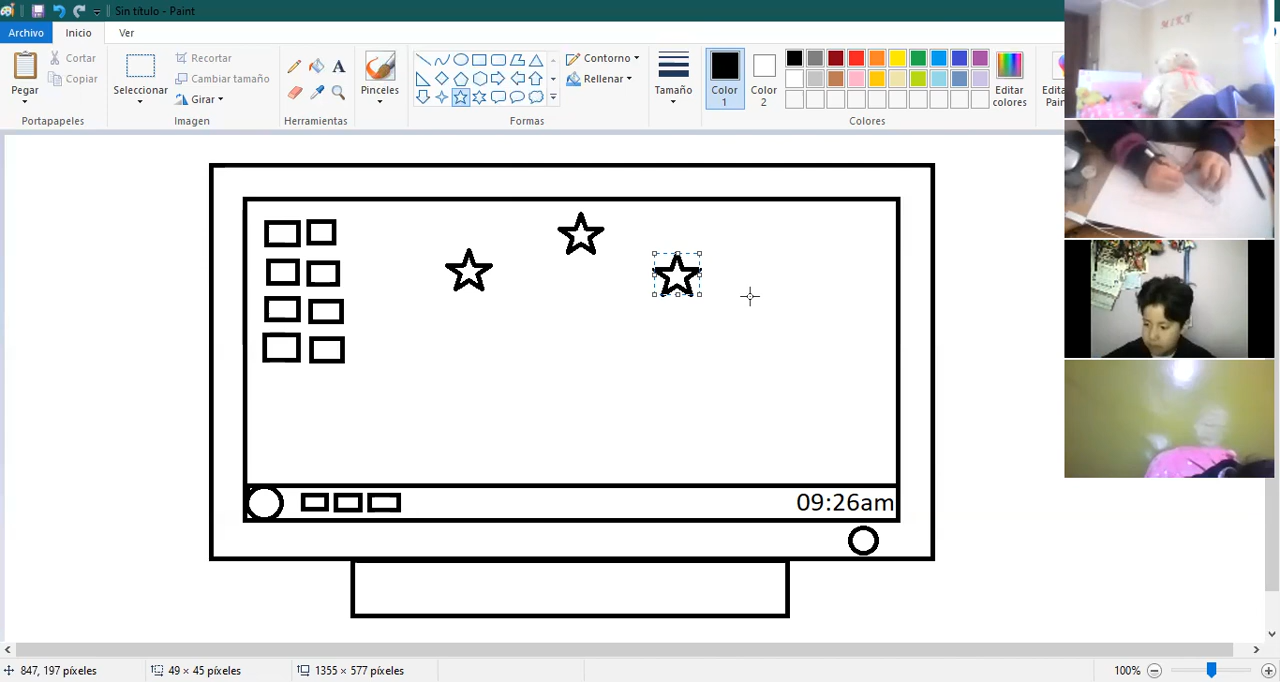 Sin título - Paint
Archivo Inicio Ver
Pegar
Cortar
Copiar
Portapapeles
Seleccionar
Recortar
Cambiar tamaño
Girar
Imagen
A
Herramientas
Pinceles
Contorno
Rellenar
Formas
Tamaño
Color 1
Color 2
Editar colores
Colores
Edita
MIKY
09:26am
847, 197 píxeles
49 × 45 píxeles
1355 × 577 píxeles
100%